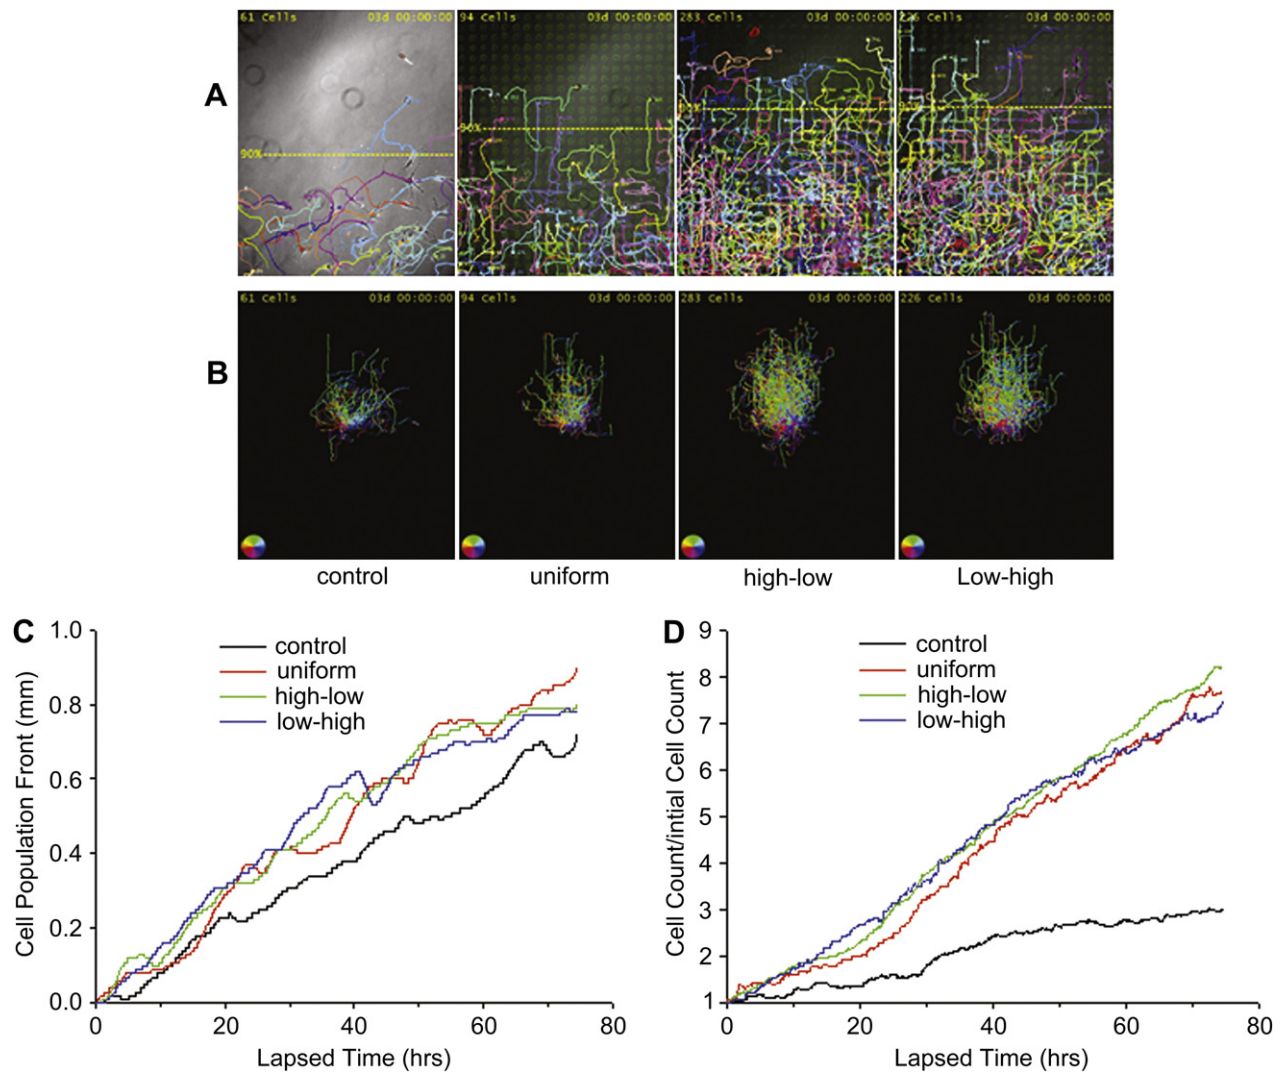 A
61 Cells 03d 00:00:00
94 Cells 03d 00:00:00
283 Cells 03d 00:00:00
226 Cells 03d 00:00:00
90%
90%
B
61 Cells 03d 00:00:00
94 Cells 03d 00:00:00
283 Cells 03d 00:00:00
226 Cells 03d 00:00:00
control
uniform
high-low
Low-high
C
Cell Population Front (mm)
1.0
0.8
0.6
0.4
0.2
0.0
control
uniform
high-low
low-high
0 20 40 60 80
Lapsed Time (hrs)
D
Cell Count/intial Cell Count
9
8
7
6
5
4
3
2
1
control
uniform
high-low
low-high
0 20 40 60 80
Lapsed Time (hrs)